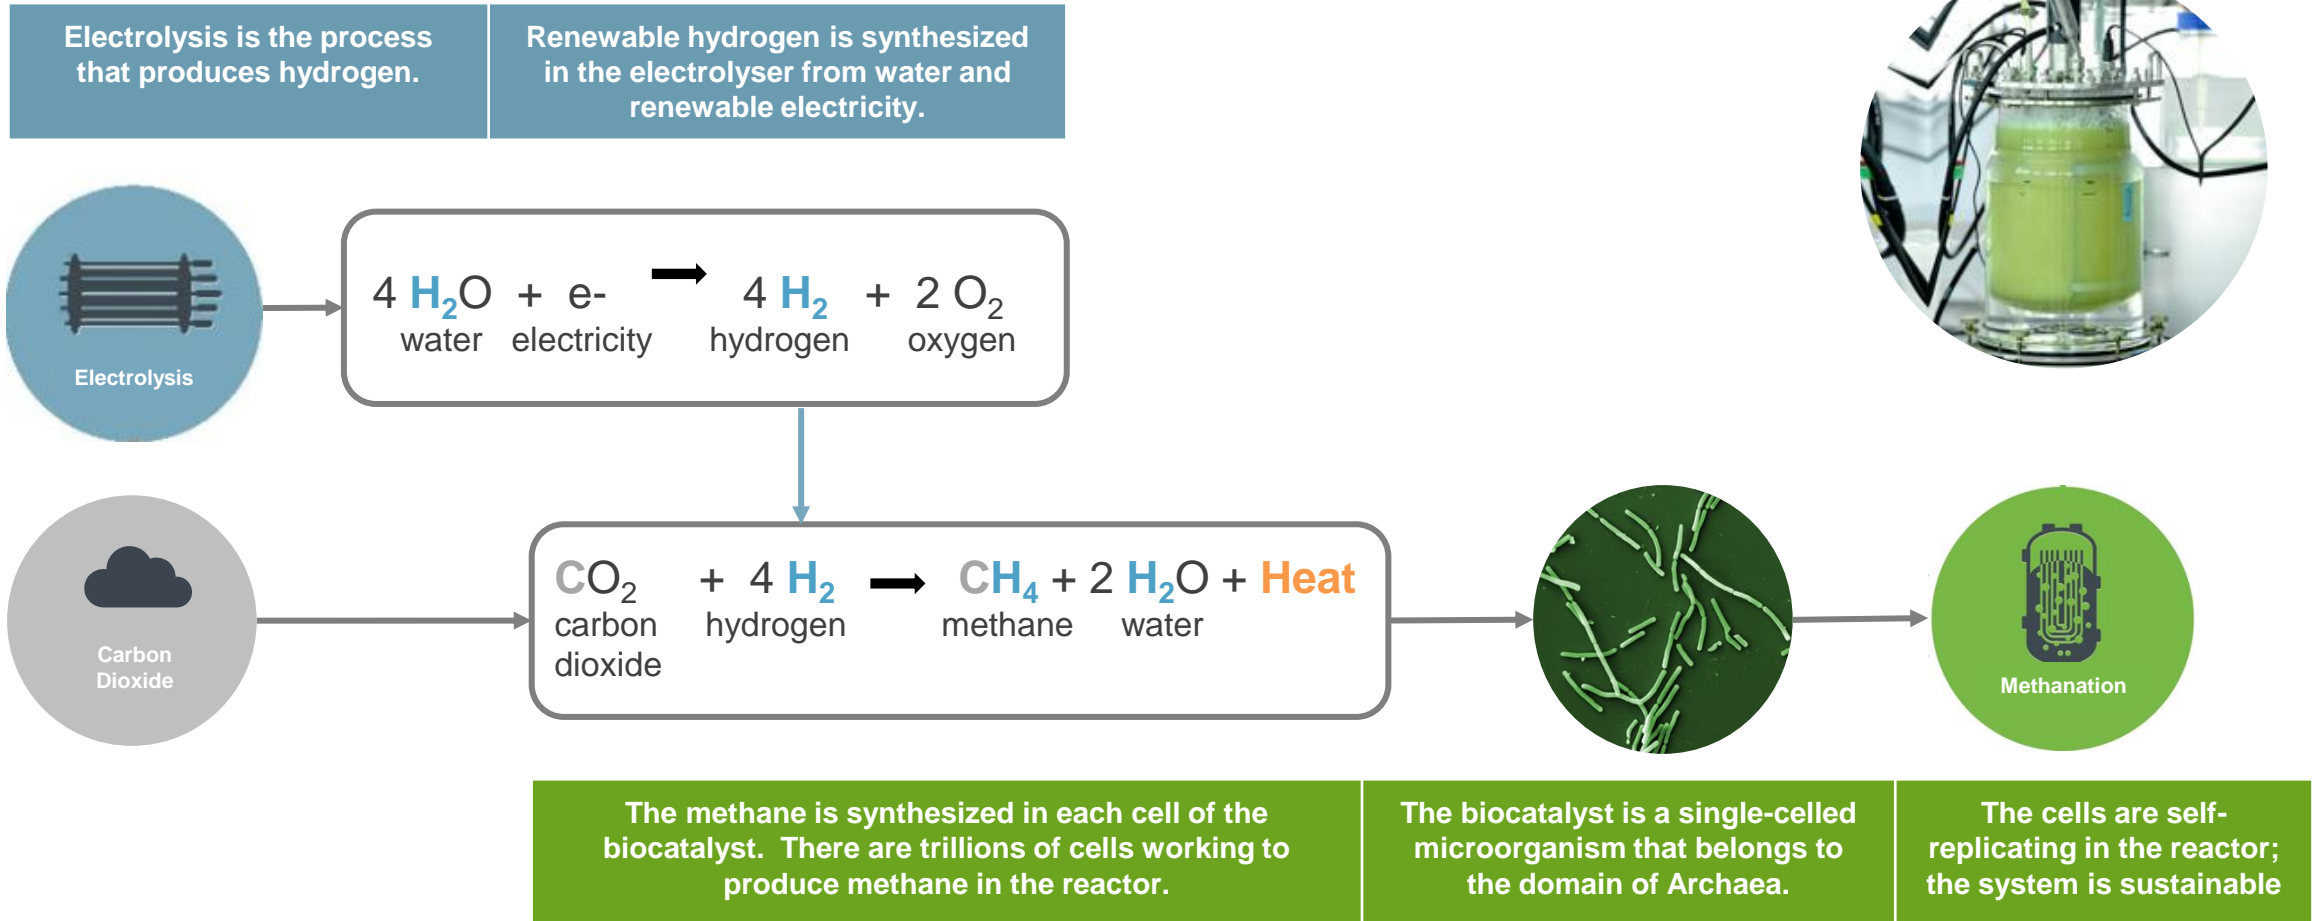 Electrolysis is the process
that produces hydrogen.
Renewable hydrogen is synthesized
in the electrolyser from water and
renewable electricity.
4 H₂O + e- → 4 H₂ + 2 O₂
water electricity hydrogen oxygen
Electrolysis
CO₂ + 4 H₂ → CH₄ + 2 H₂O + Heat
carbon hydrogen methane water
dioxide
Carbon
Dioxide
Methanation
The methane is synthesized in each cell of the
biocatalyst. There are trillions of cells working to
produce methane in the reactor.
The biocatalyst is a single-celled
microorganism that belongs to
the domain of Archaea.
The cells are self-
replicating in the reactor;
the system is sustainable